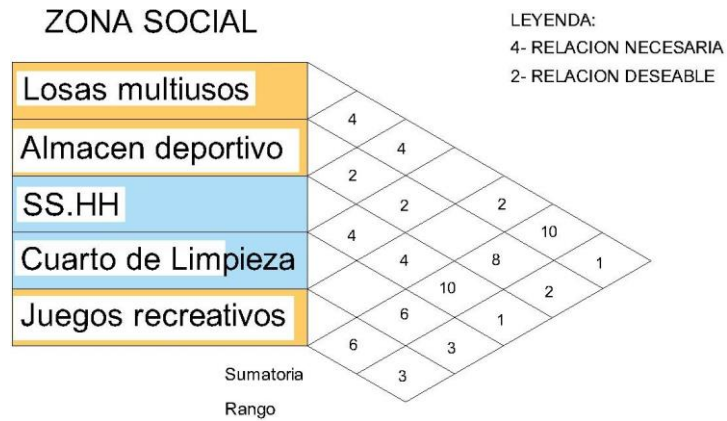 ZONA SOCIAL
LEYENDA:
4- RELACION NECESARIA
2- RELACION DESEABLE
Losas multiusos
Almacen deportivo
SS.HH
Cuarto de Limpieza
Juegos recreativos
4
4
2
2
2
10
4
4
8
1
10
2
6
1
6
3
3
Sumatoria
Rango